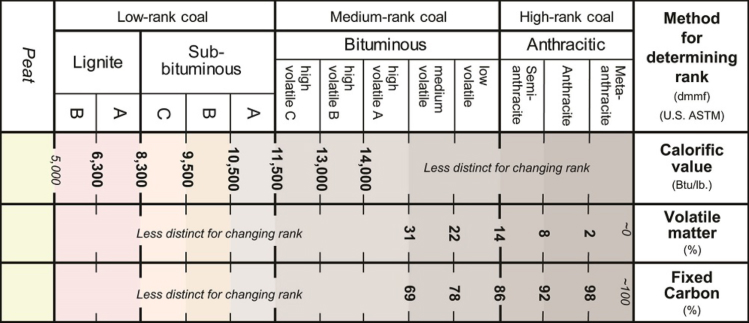 Low-rank coal
Medium-rank coal
High-rank coal
Method
for
determining
rank
(dmmf)
(U.S. ASTM)
Peat
Lignite
Sub-
bituminous
Bituminous
Anthracitic
B
A
C
B
A
high
volatile C
high
volatile B
high
volatile A
medium
volatile
low
volatile
Semi-
anthracite
Anthracite
Meta-
anthracite
5,000
6,300
8,300
9,500
10,500
11,500
13,000
14,000
Less distinct for changing rank
Calorific
value
(Btu/lb.)
Less distinct for changing rank
31
22
14
8
2
~0
Volatile
matter
(%)
Less distinct for changing rank
69
78
86
92
98
~100
Fixed
Carbon
(%)